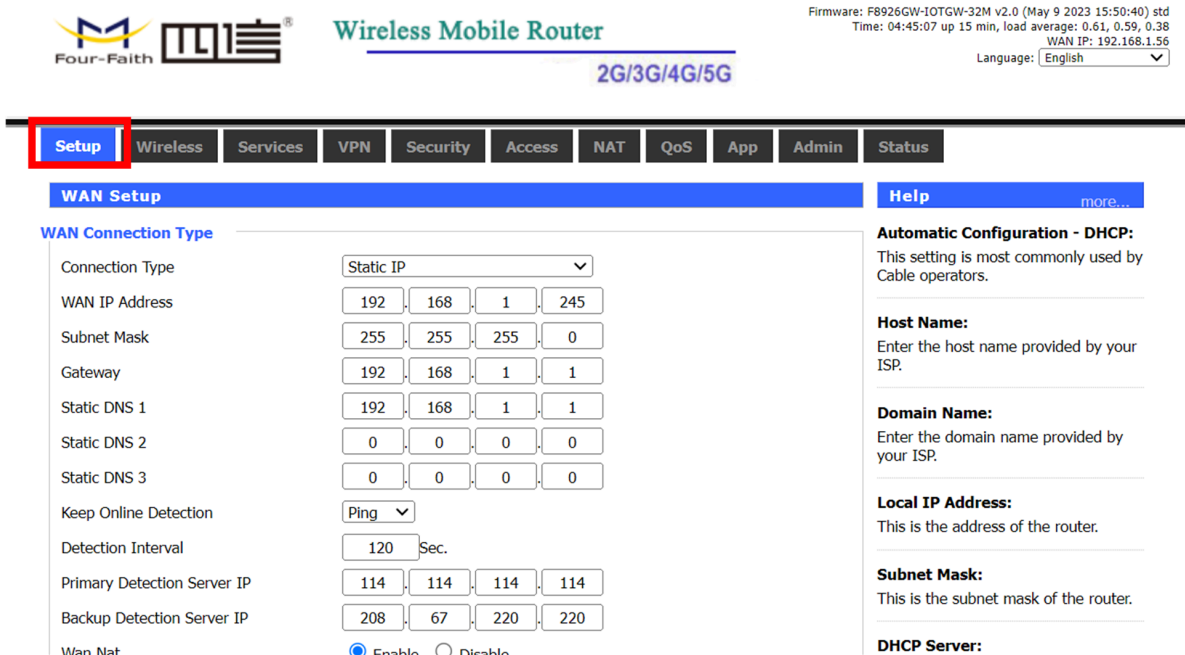 Four-Faith 四信®
Wireless Mobile Router
2G/3G/4G/5G
Firmware: F8926GW-IOTGW-32M v2.0 (May 9 2023 15:50:40) std
Time: 04:45:07 up 15 min, load average: 0.61, 0.59, 0.38
WAN IP: 192.168.1.56
Language: English
Setup Wireless Services VPN Security Access NAT QoS App Admin Status
WAN Setup
WAN Connection Type
Connection Type Static IP
WAN IP Address 192 . 168 . 1 . 245
Subnet Mask 255 . 255 . 255 . 0
Gateway 192 . 168 . 1 . 1
Static DNS 1 192 . 168 . 1 . 1
Static DNS 2 0 . 0 . 0 . 0
Static DNS 3 0 . 0 . 0 . 0
Keep Online Detection Ping
Detection Interval 120 Sec.
Primary Detection Server IP 114 . 114 . 114 . 114
Backup Detection Server IP 208 . 67 . 220 . 220
Wan Nat Enable Disable
Help more...
Automatic Configuration - DHCP:
This setting is most commonly used by
Cable operators.
Host Name:
Enter the host name provided by your
ISP.
Domain Name:
Enter the domain name provided by
your ISP.
Local IP Address:
This is the address of the router.
Subnet Mask:
This is the subnet mask of the router.
DHCP Server: